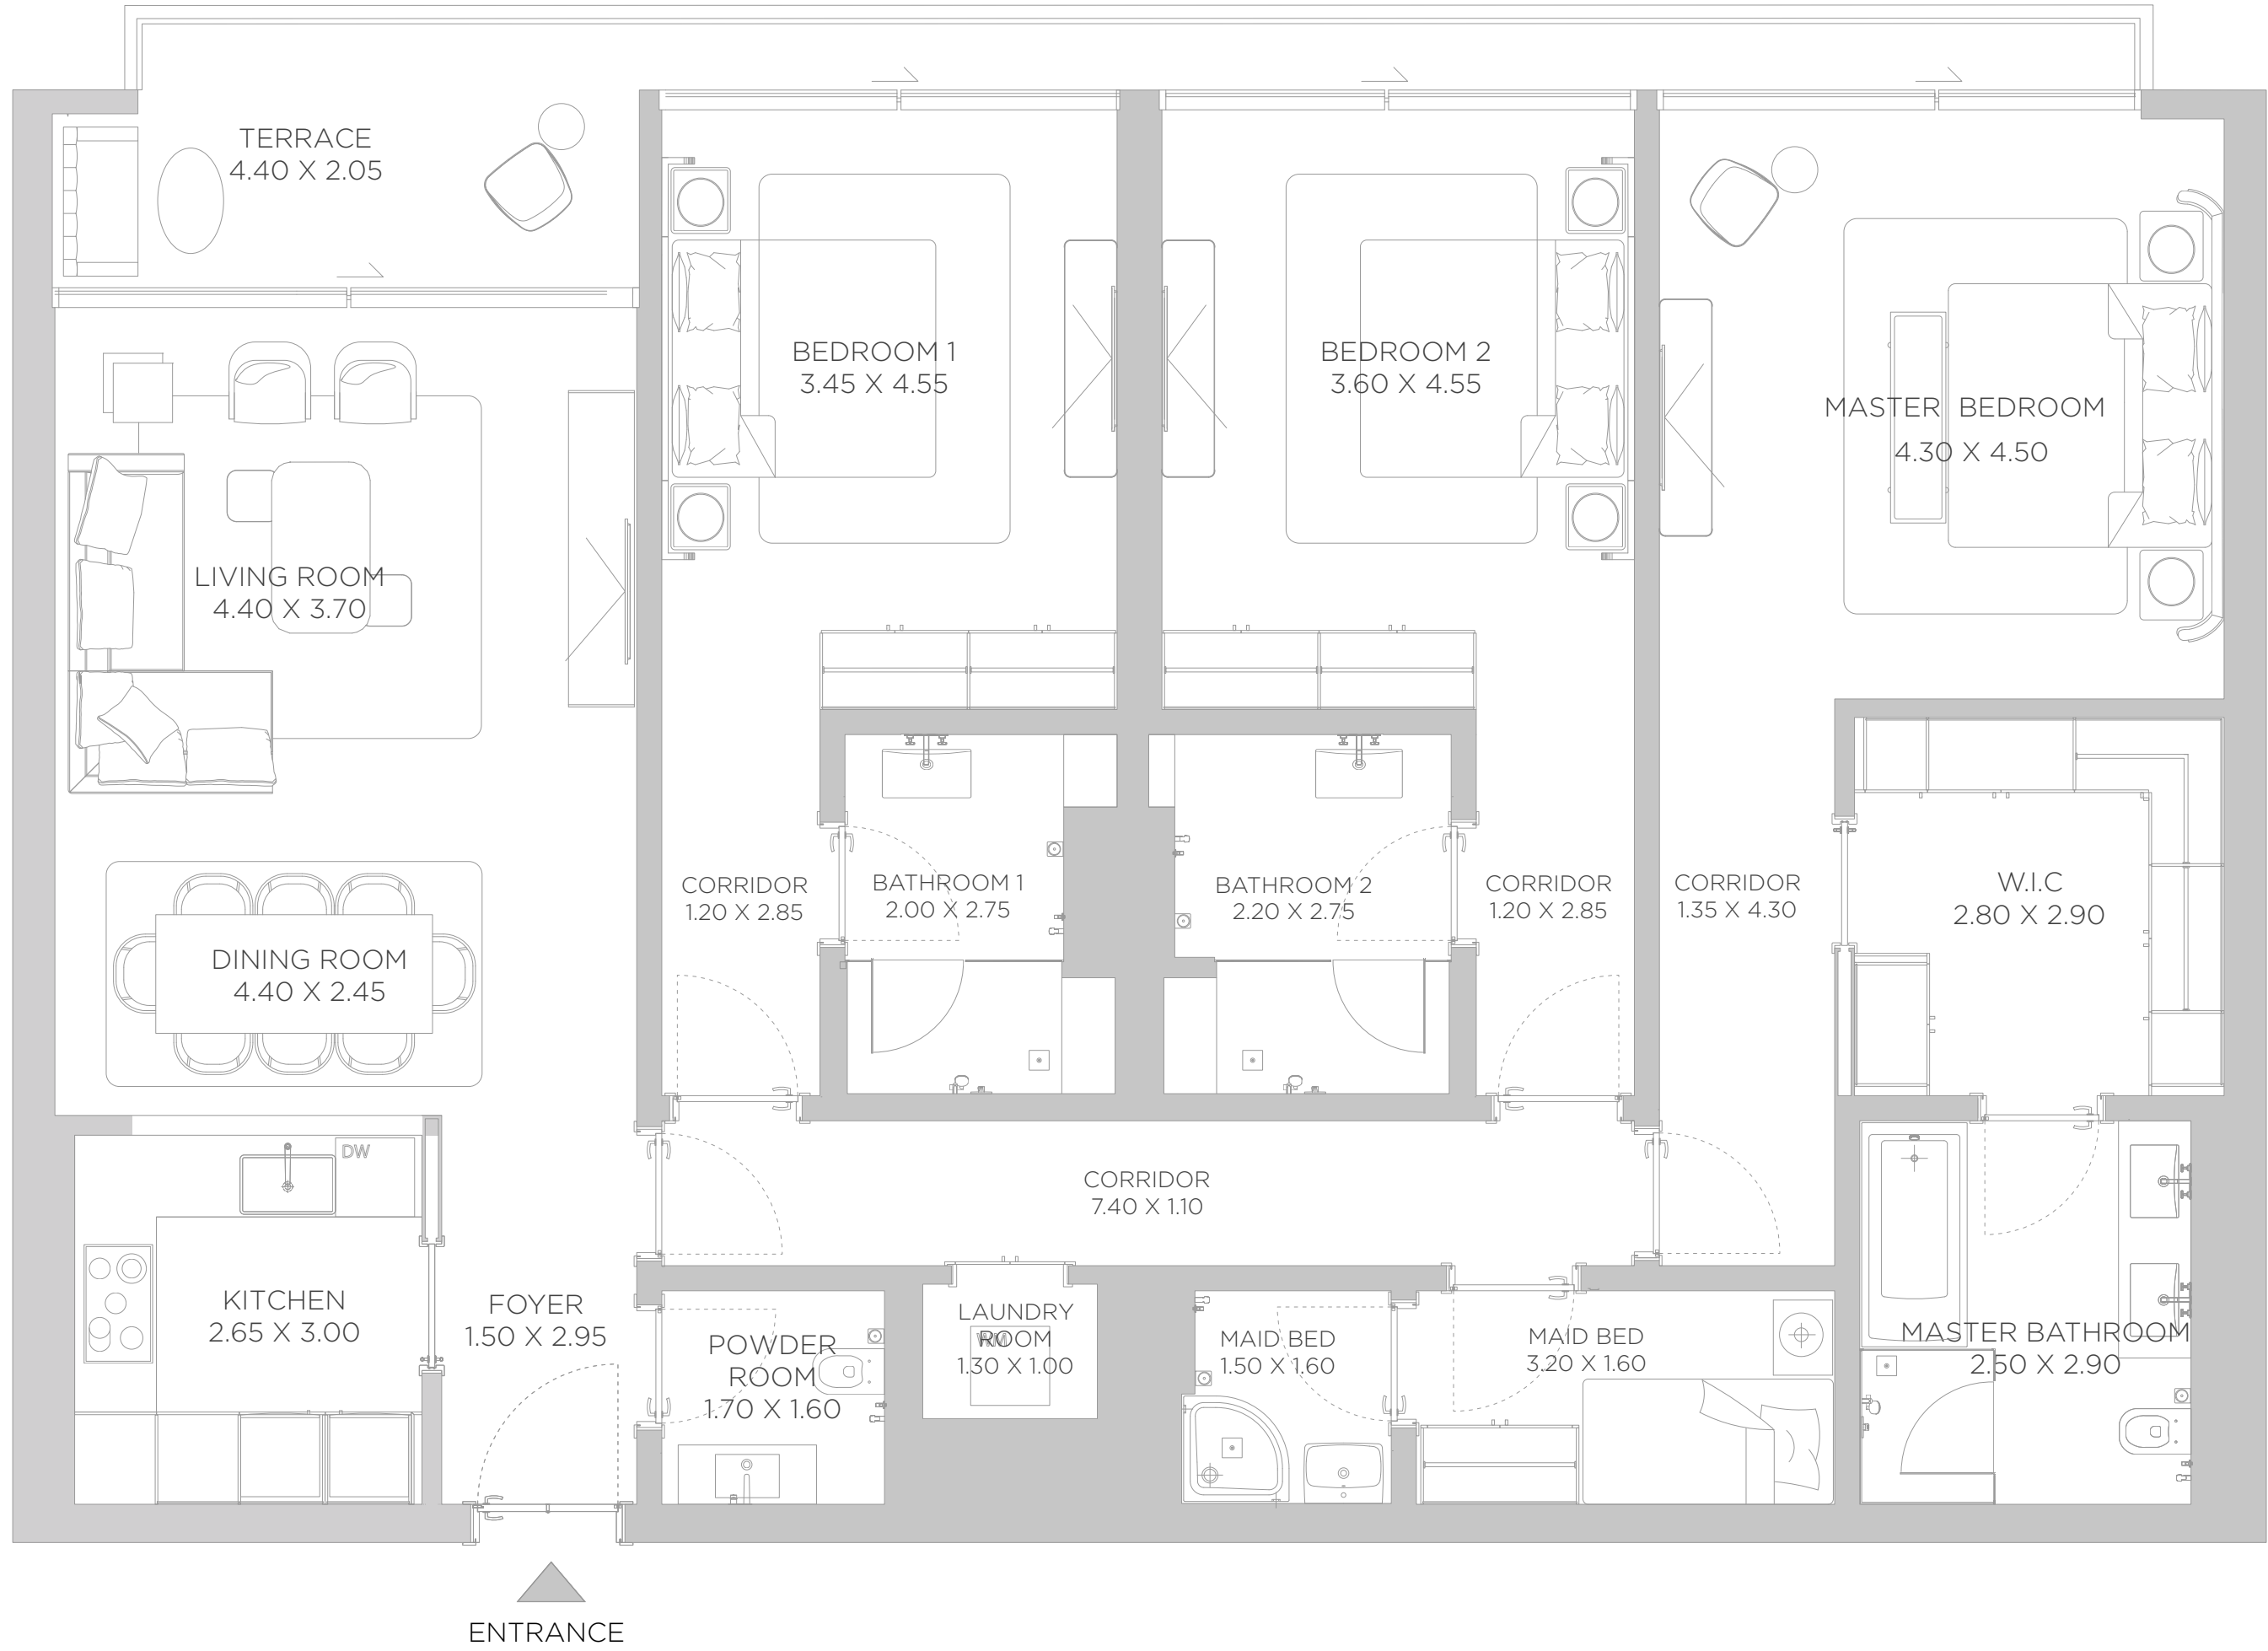 TERRACE
4.40 X 2.05
BEDROOM 1
3.45 X 4.55
BEDROOM 2
3.60 X 4.55
MASTER BEDROOM
4.30 X 4.50
LIVING ROOM
4.40 X 3.70
CORRIDOR
1.20 X 2.85
BATHROOM 1
2.00 X 2.75
BATHROOM 2
2.20 X 2.75
CORRIDOR
1.20 X 2.85
CORRIDOR
1.35 X 4.30
W.I.C
2.80 X 2.90
DINING ROOM
4.40 X 2.45
DW
CORRIDOR
7.40 X 1.10
KITCHEN
2.65 X 3.00
FOYER
1.50 X 2.95
POWDER
ROOM
1.70 X 1.60
LAUNDRY
ROOM
WM
1.30 X 1.00
MAID BED
1.50 X 1.60
MAID BED
3.20 X 1.60
MASTER BATHROOM
2.50 X 2.90
ENTRANCE